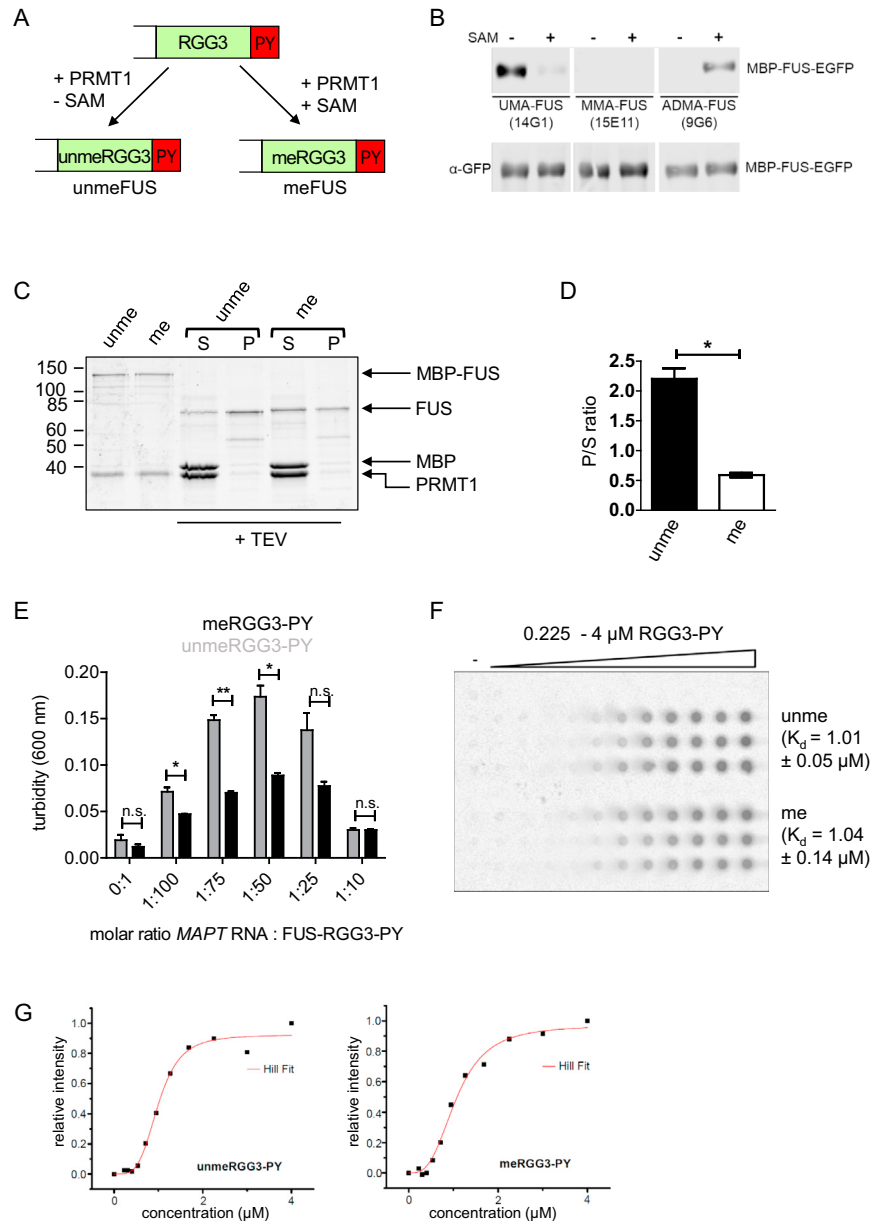 A
RGG3 PY
+ PRMT1
- SAM
+ PRMT1
+ SAM
unmeRGG3 PY
meRGG3 PY
unmeFUS
meFUS
B
SAM - + - + - +
MBP-FUS-EGFP
UMA-FUS
(14G1)
MMA-FUS
(15E11)
ADMA-FUS
(9G6)
α-GFP
MBP-FUS-EGFP
C
unme
me
unme
me
S P S P
150
100
85
60
50
40
MBP-FUS
FUS
MBP
PRMT1
+ TEV
D
*
2.5
2.0
1.5
1.0
0.5
0.0
P/S ratio
unme
me
E
meRGG3-PY
unmeRGG3-PY
turbidity (600 nm)
0.20
0.15
0.10
0.05
0.00
n.s.
*
**
*
n.s.
n.s.
0:1
1:100
1:75
1:50
1:25
1:10
molar ratio MAPT RNA : FUS-RGG3-PY
F
0.225 - 4 µM RGG3-PY
-
unme
(Kd = 1.01
± 0.05 µM)
me
(Kd = 1.04
± 0.14 µM)
G
relative intensity
1.0
0.8
0.6
0.4
0.2
0.0
Hill Fit
unmeRGG3-PY
0 2 4
concentration (µM)
relative intensity
1.0
0.8
0.6
0.4
0.2
0.0
Hill Fit
meRGG3-PY
0 2 4
concentration (µM)